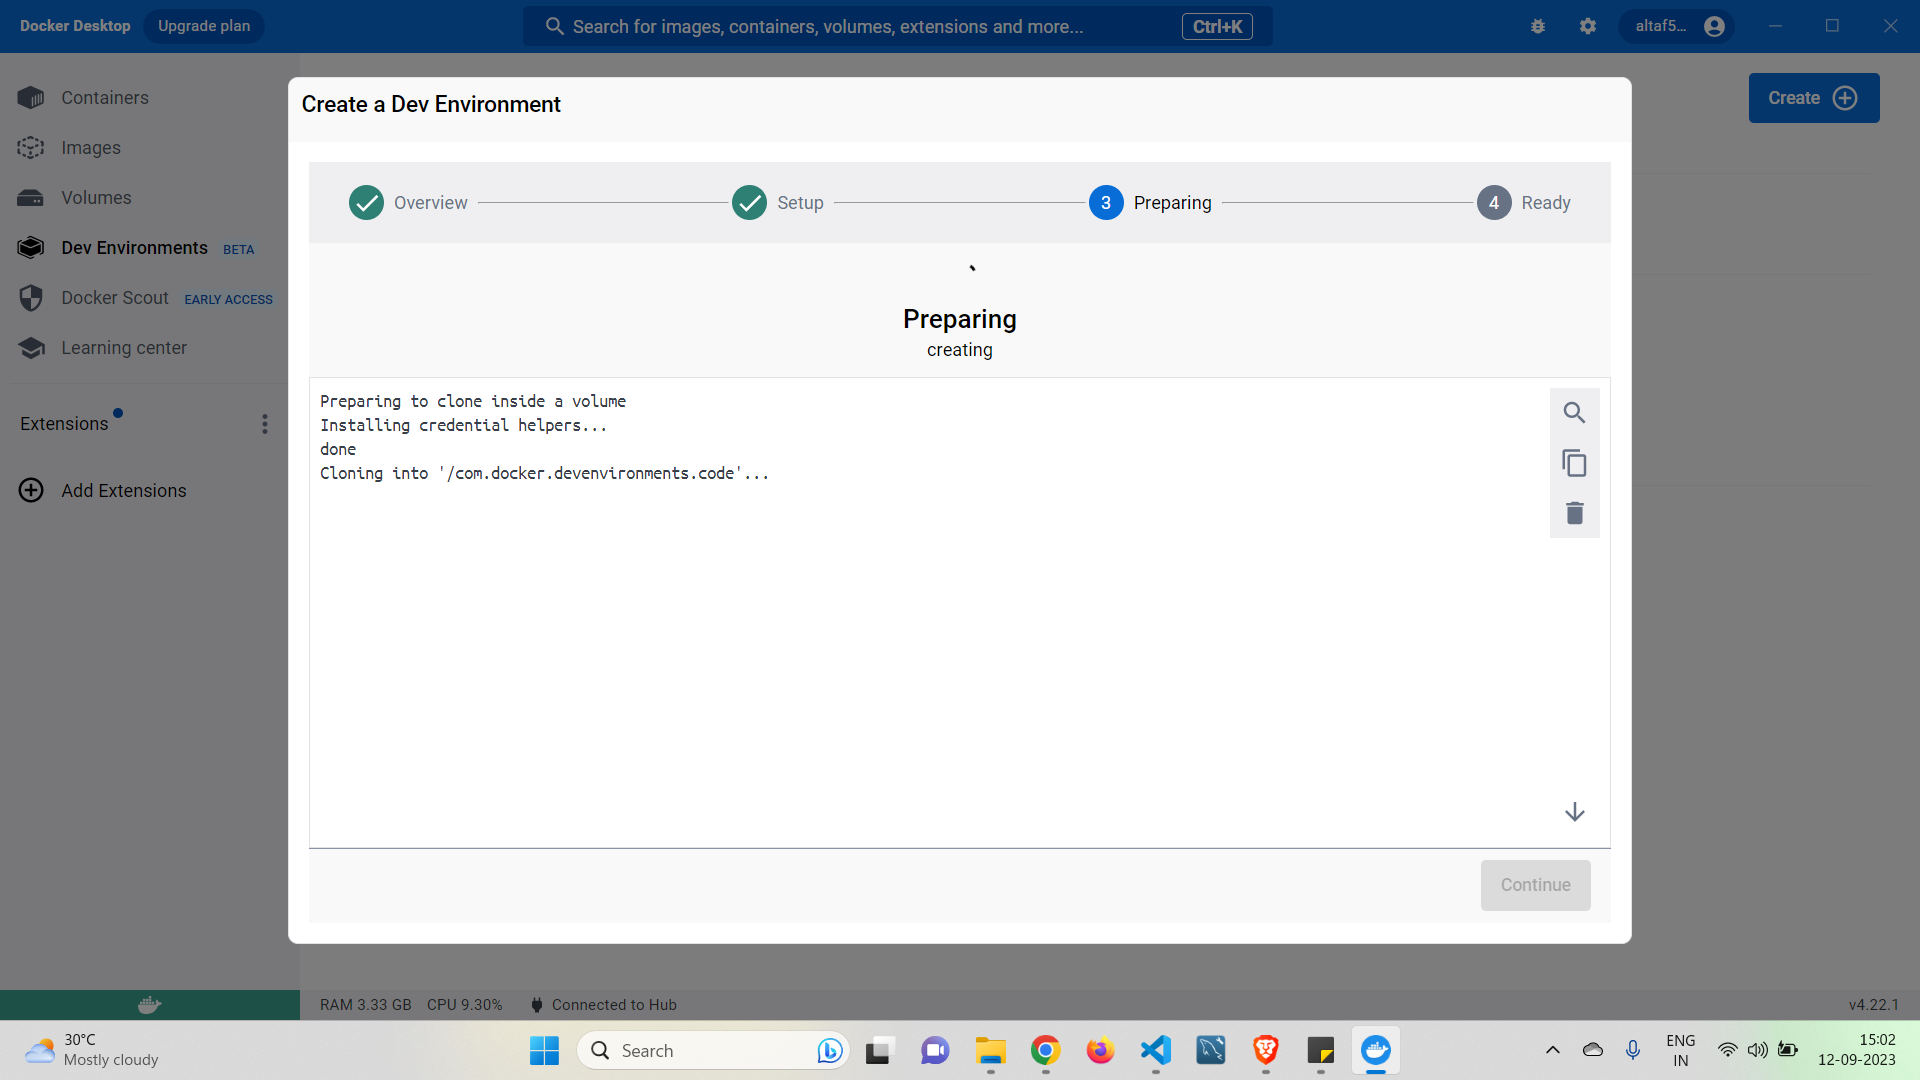 Docker Desktop Upgrade plan Search for images, containers, volumes, extensions and more... Ctrl+K altaf5...
Containers
Images
Volumes
Dev Environments BETA
Docker Scout EARLY ACCESS
Learning center
Extensions
Add Extensions
Create
Create a Dev Environment
Overview Setup 3 Preparing 4 Ready
Preparing
creating
Preparing to clone inside a volume
Installing credential helpers...
done
Cloning into '/com.docker.devenvironments.code'...
Continue
RAM 3.33 GB CPU 9.30% Connected to Hub v4.22.1
30°C
Mostly cloudy
Search
ENG
IN
15:02
12-09-2023